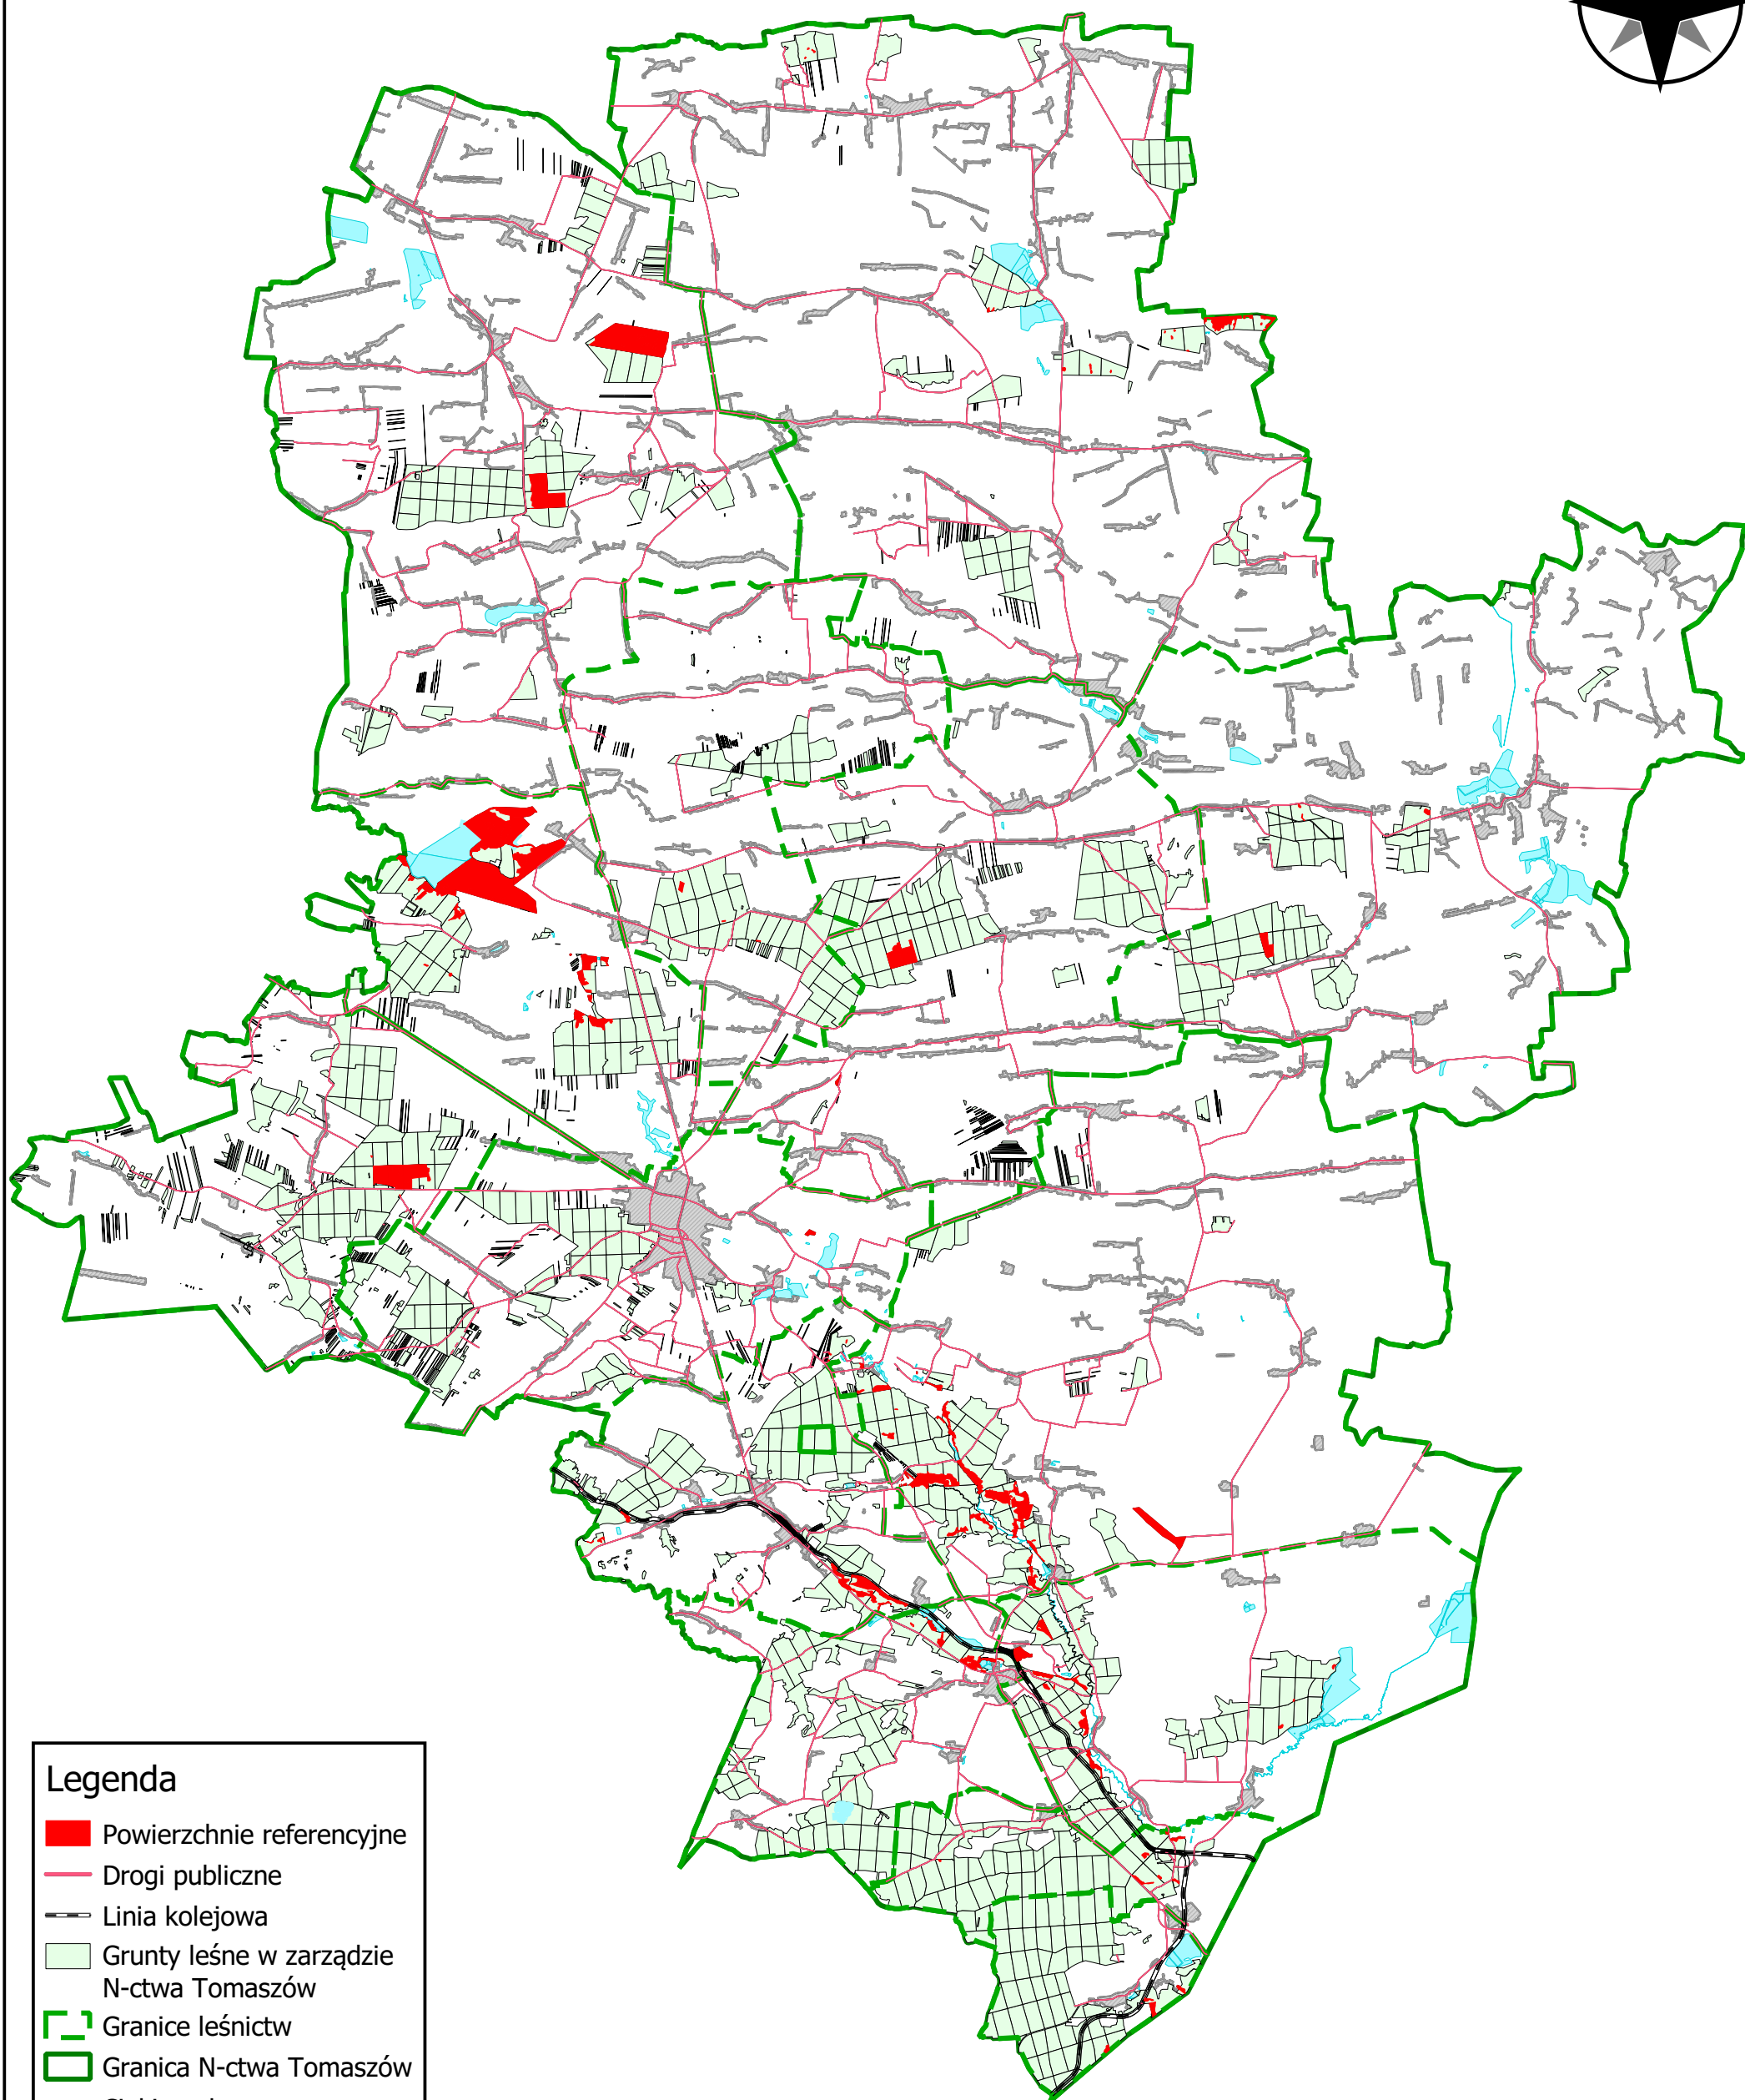 Legenda
Powierzchnie referencyjne
Drogi publiczne
Linia kolejowa
Grunty leśne w zarządzie
N-ctwa Tomaszów
Granice leśnictw
Granica N-ctwa Tomaszów